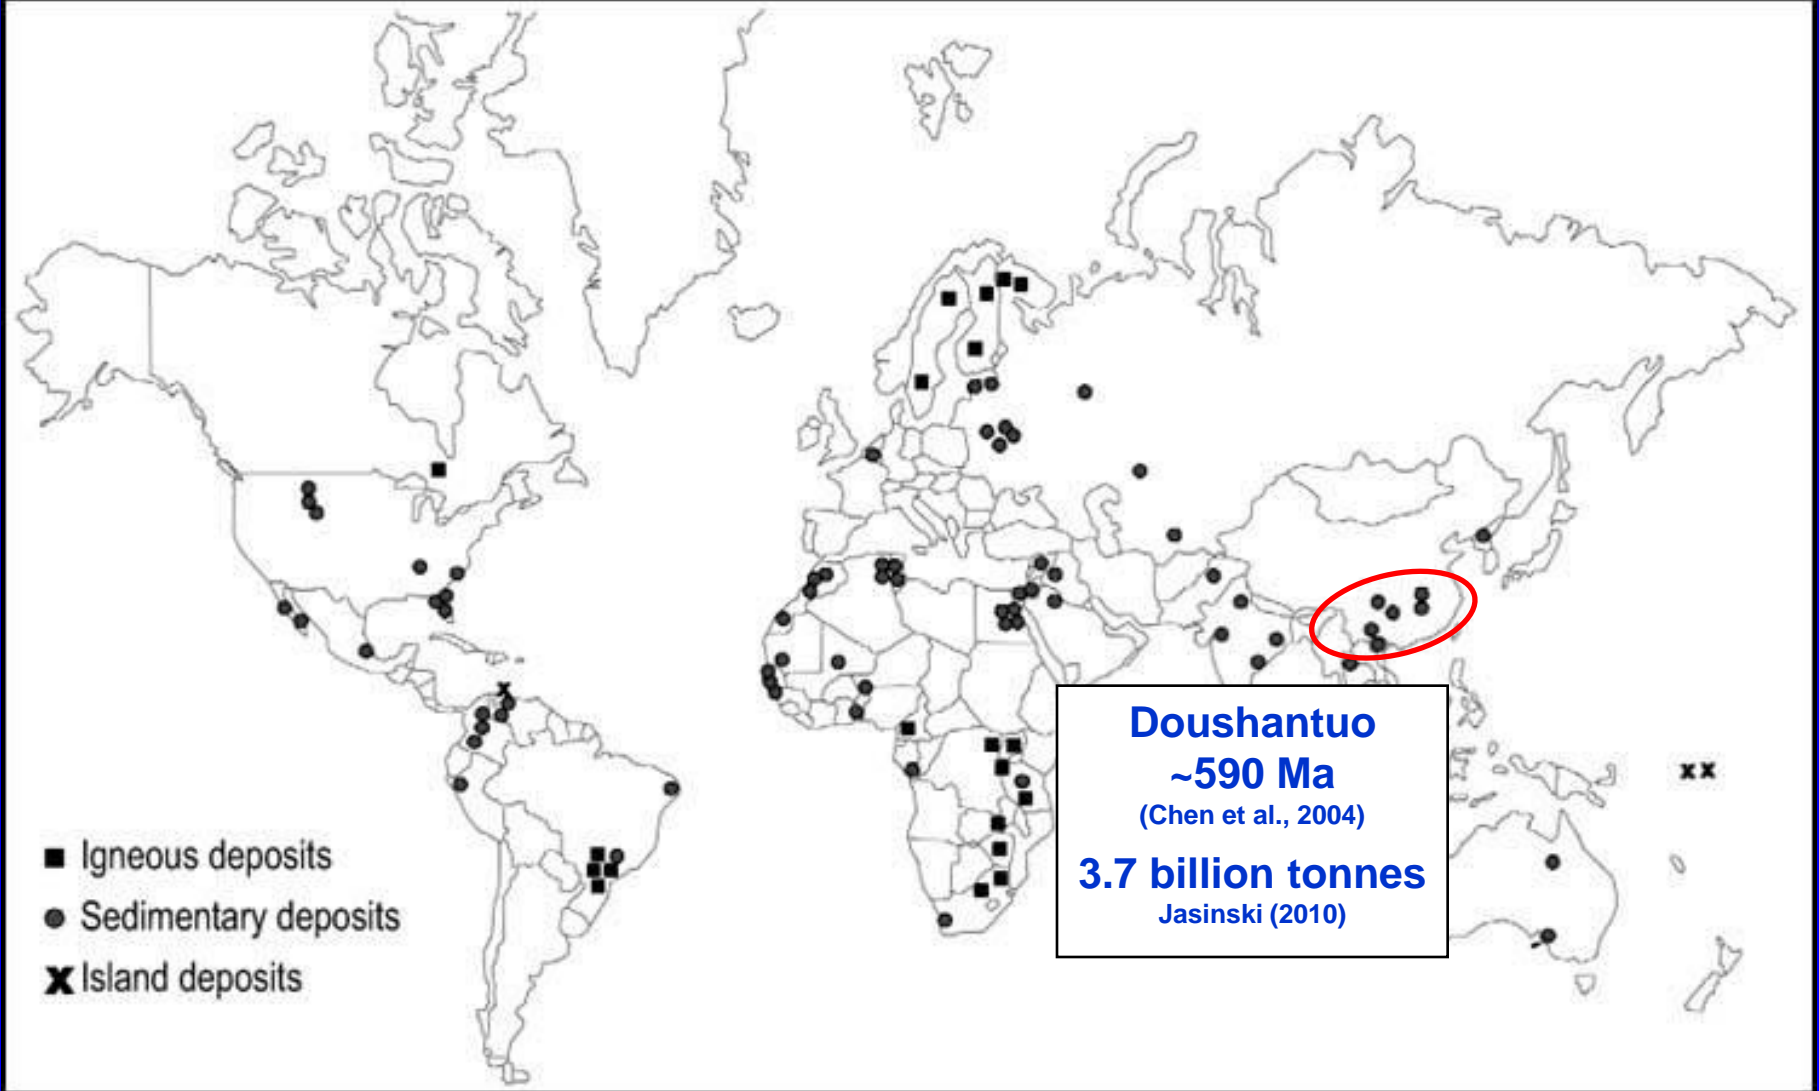 Igneous deposits
Sedimentary deposits
x Island deposits
Doushantuo
~590 Ma
(Chen et al., 2004)
3.7 billion tonnes
Jasinski (2010)